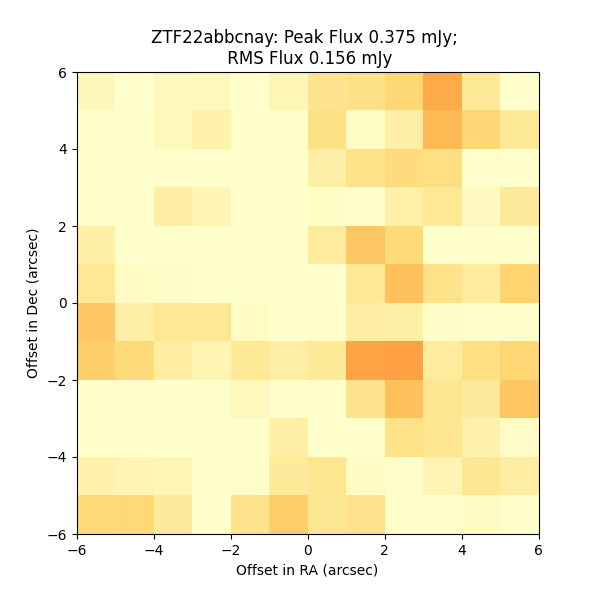 ZTF22abbcnay: Peak Flux 0.375 mJy;
RMS Flux 0.156 mJy
6
4
2
0
−2
−4
−6
Offset in Dec (arcsec)
−6 −4 −2 0 2 4 6
Offset in RA (arcsec)